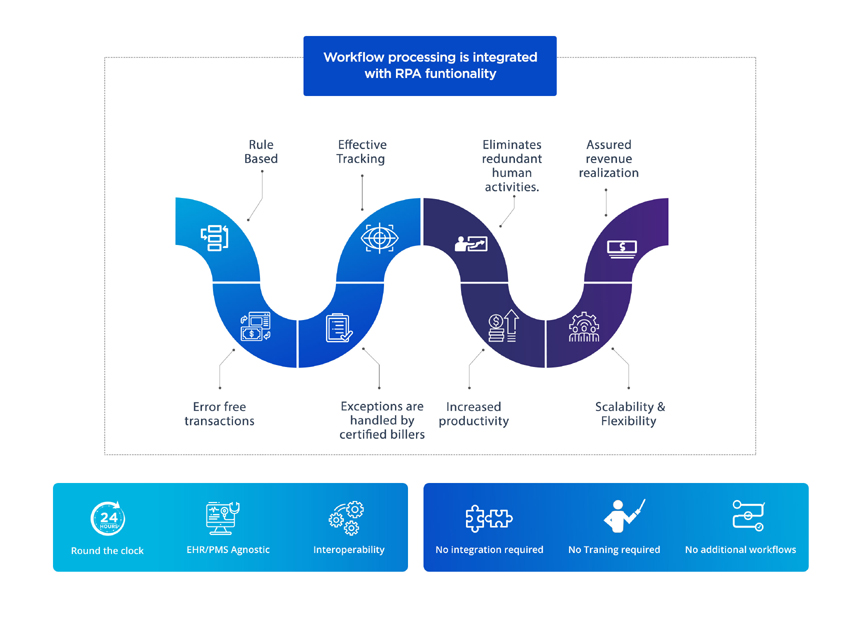 Workflow processing is integrated
with RPA funtionality
Rule
Based
Effective
Tracking
Eliminates
redundant
human
activities.
Assured
revenue
realization
Error free
transactions
Exceptions are
handled by
certified billers
Increased
productivity
Scalability &
Flexibility
24
HOURS
Round the clock
EHR/PMS Agnostic
Interoperability
No integration required
No Traning required
No additional workflows